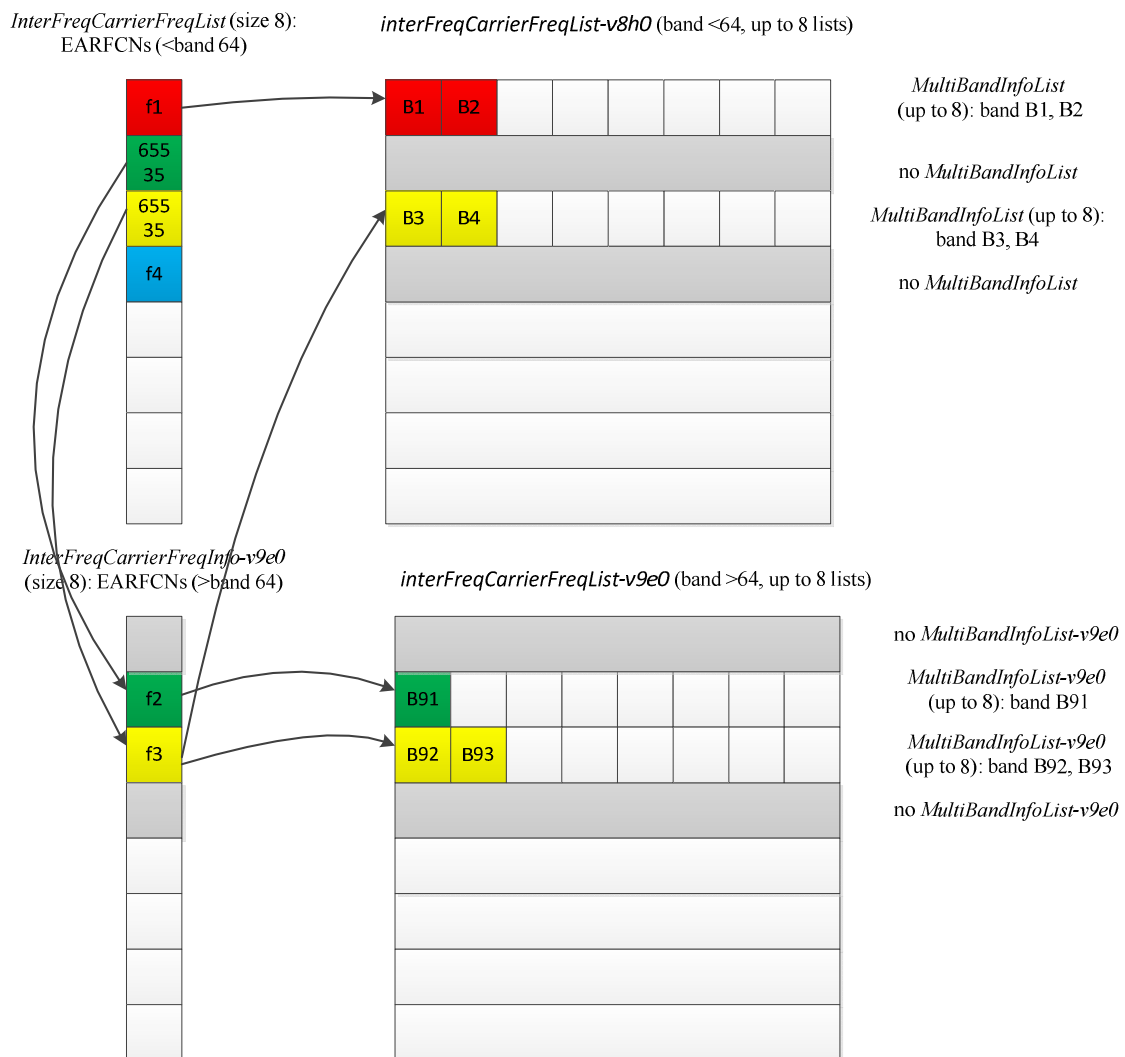 InterFreqCarrierFreqList (size 8):
EARFCNs (<band 64)
interFreqCarrierFreqList-v8h0 (band <64, up to 8 lists)
f1
B1 B2
MultiBandInfoList
(up to 8): band B1, B2
655
35
no MultiBandInfoList
655
35
B3 B4
MultiBandInfoList (up to 8):
band B3, B4
f4
no MultiBandInfoList
InterFreqCarrierFreqInfo-v9e0
(size 8): EARFCNs (>band 64)
interFreqCarrierFreqList-v9e0 (band >64, up to 8 lists)
no MultiBandInfoList-v9e0
f2
B91
MultiBandInfoList-v9e0
(up to 8): band B91
f3
B92 B93
MultiBandInfoList-v9e0
(up to 8): band B92, B93
no MultiBandInfoList-v9e0